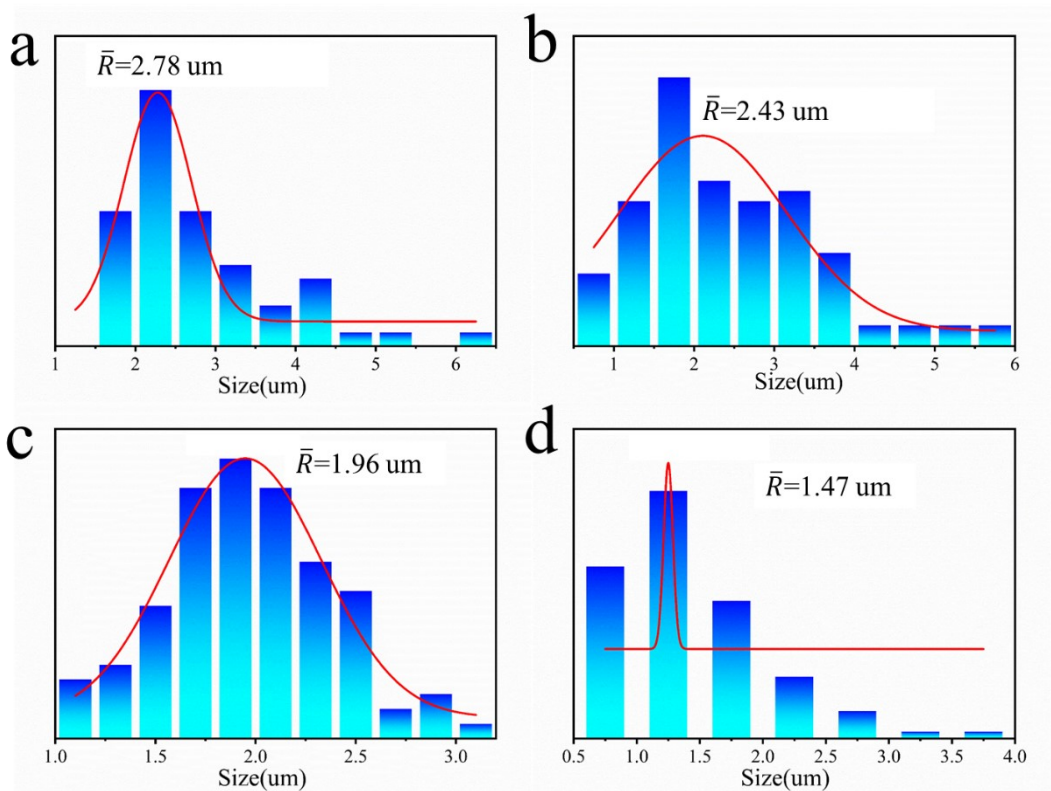 a
R̄=2.78 um
1 2 3 4 5 6
Size(um)
b
R̄=2.43 um
1 2 3 4 5 6
Size(um)
c
R̄=1.96 um
1.0 1.5 2.0 2.5 3.0
Size(um)
d
R̄=1.47 um
0.5 1.0 1.5 2.0 2.5 3.0 3.5 4.0
Size(um)